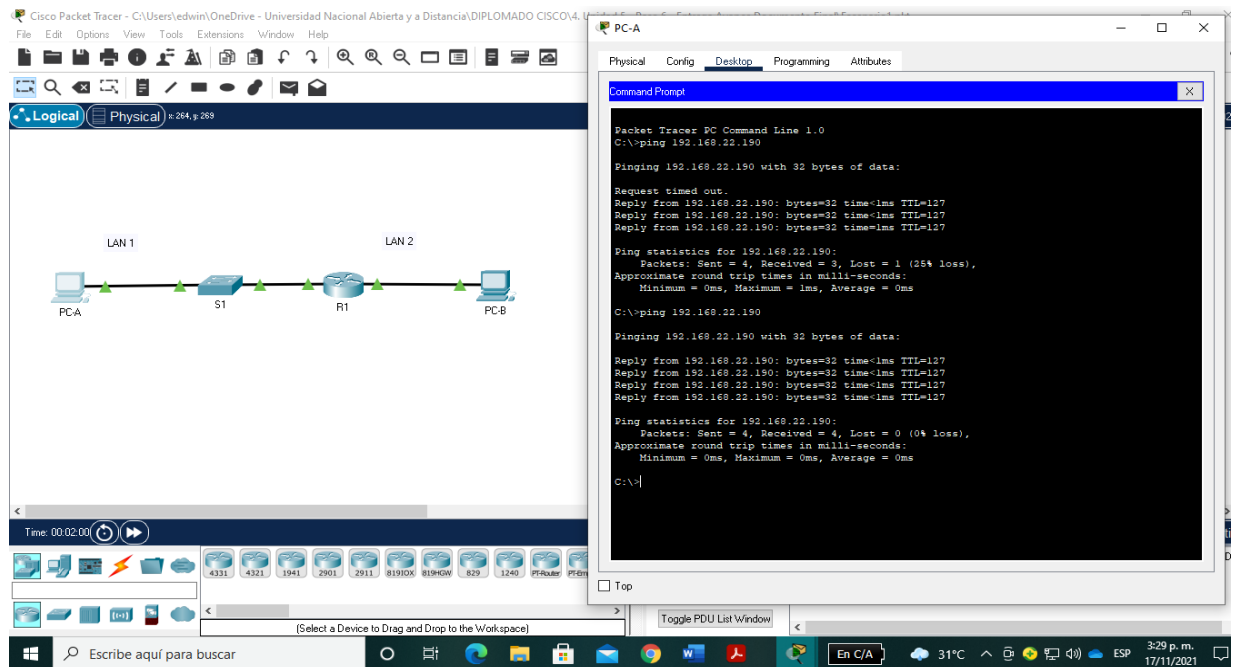 Cisco Packet Tracer - C:\Users\edwin\OneDrive - Universidad Nacional Abierta y a Distancia\DIPLOMADO CISCO\4.
File Edit Options View Tools Extensions Window Help
Logical Physical x: 264, y: 269
LAN 1
LAN 2
PC-A
S1
R1
PC-B
Time: 00:02:00
4331 4321 1941 2901 2911 819IOX 819HGW 829 1240 PT-Router PT-Em
(Select a Device to Drag and Drop to the Workspace)
Toggle PDU List Window
PC-A
Physical Config Desktop Programming Attributes
Command Prompt X
Packet Tracer PC Command Line 1.0
C:\>ping 192.168.22.190
Pinging 192.168.22.190 with 32 bytes of data:
Request timed out.
Reply from 192.168.22.190: bytes=32 time<1ms TTL=127
Reply from 192.168.22.190: bytes=32 time<1ms TTL=127
Reply from 192.168.22.190: bytes=32 time=1ms TTL=127
Ping statistics for 192.168.22.190:
Packets: Sent = 4, Received = 3, Lost = 1 (25% loss),
Approximate round trip times in milli-seconds:
Minimum = 0ms, Maximum = 1ms, Average = 0ms
C:\>ping 192.168.22.190
Pinging 192.168.22.190 with 32 bytes of data:
Reply from 192.168.22.190: bytes=32 time<1ms TTL=127
Reply from 192.168.22.190: bytes=32 time<1ms TTL=127
Reply from 192.168.22.190: bytes=32 time<1ms TTL=127
Reply from 192.168.22.190: bytes=32 time<1ms TTL=127
Ping statistics for 192.168.22.190:
Packets: Sent = 4, Received = 4, Lost = 0 (0% loss),
Approximate round trip times in milli-seconds:
Minimum = 0ms, Maximum = 0ms, Average = 0ms
C:\>
Top
Escribe aquí para buscar
En C/A
31°C
ESP
3:29 p. m.
17/11/2021